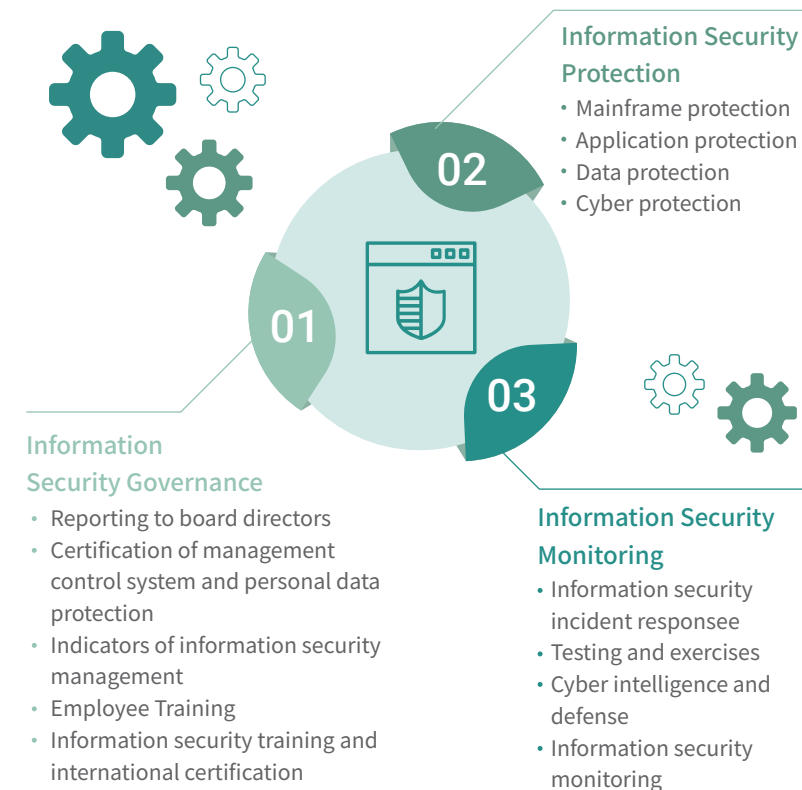 01
Information
Security Governance
• Reporting to board directors
• Certification of management
control system and personal data
protection
• Indicators of information security
management
• Employee Training
• Information security training and
international certification
02
Information Security
Protection
• Mainframe protection
• Application protection
• Data protection
• Cyber protection
03
Information Security
Monitoring
• Information security
incident responsee
• Testing and exercises
• Cyber intelligence and
defense
• Information security
monitoring